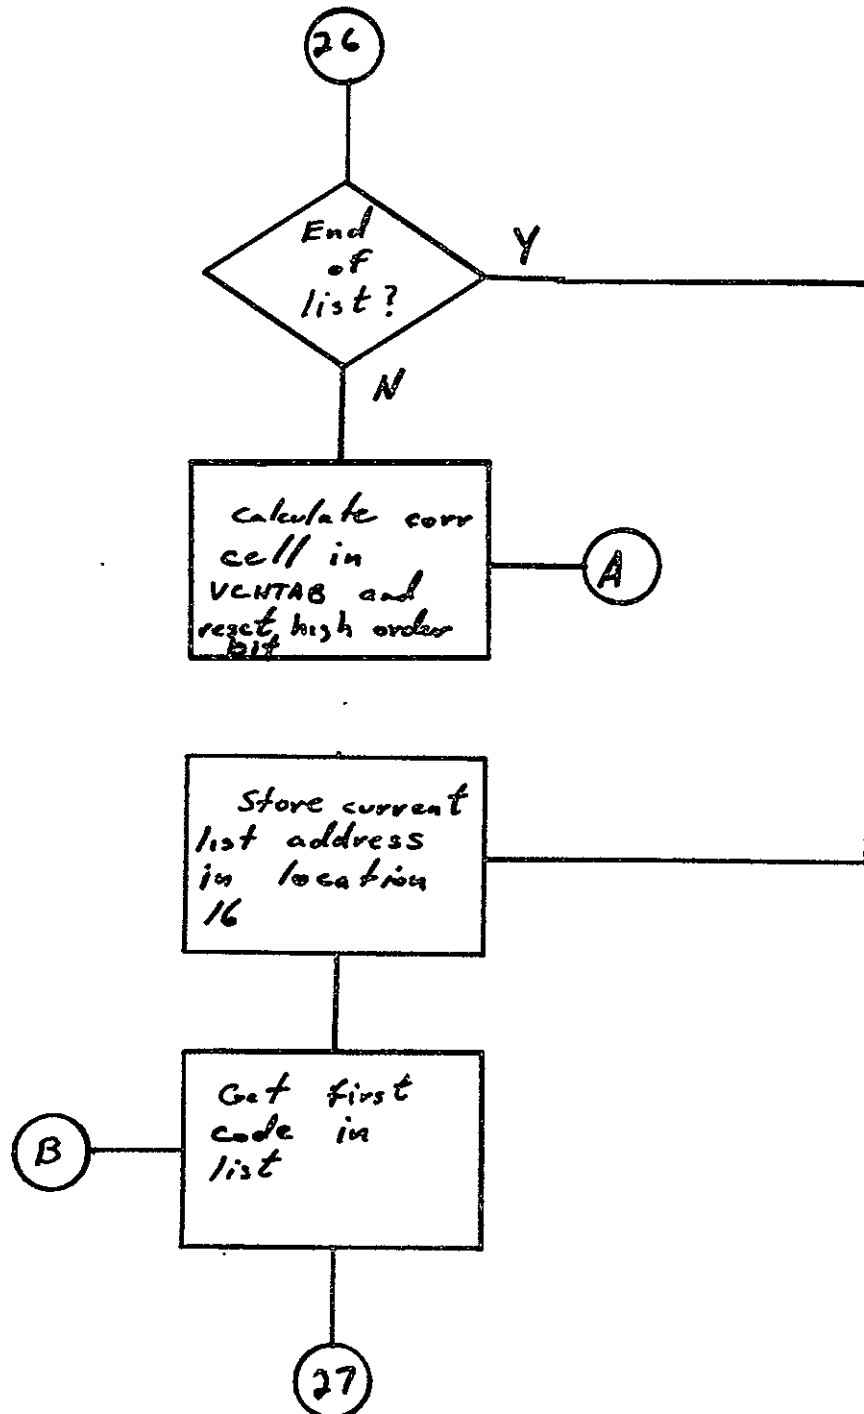 26
End
of
list?
Y
N
Calculate corr
cell in
VCHTAB and
reset high order
bit
A
Store current
list address
in location
16
Get first
code in
list
B
27